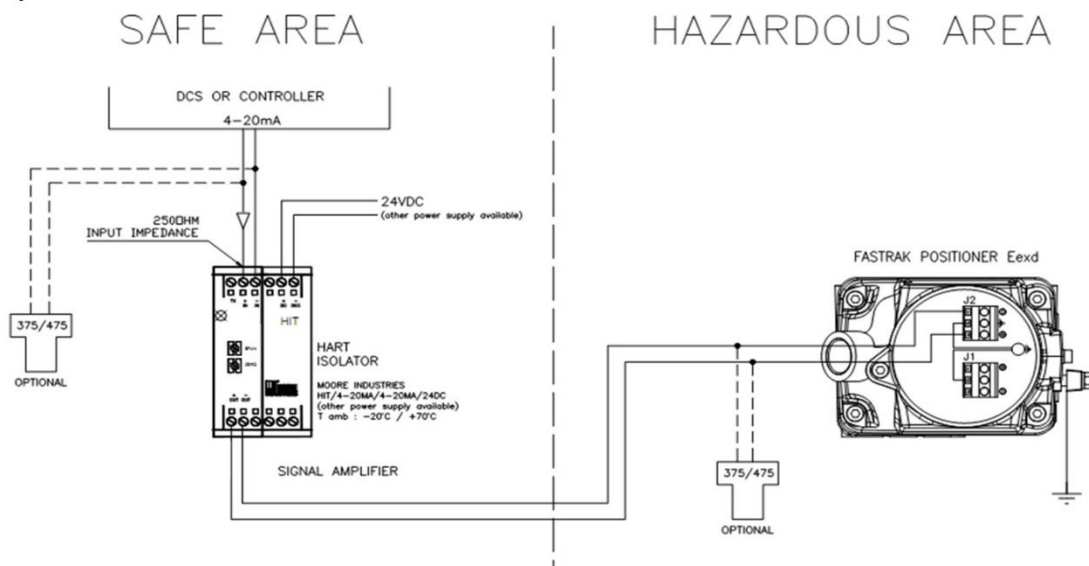 SAFE AREA
HAZARDOUS AREA
DCS OR CONTROLLER
4-20mA
24VDC
(other power supply available)
250OHM
INPUT IMPEDANCE
FASTRAK POSITIONER Eexd
J2
J1
HIT
375/475
OPTIONAL
HART
ISOLATOR
MOORE INDUSTRIES
HIT/4-20MA/4-20MA/24DC
(other power supply available)
T amb : -20°C / +70°C
SIGNAL AMPLIFIER
375/475
OPTIONAL